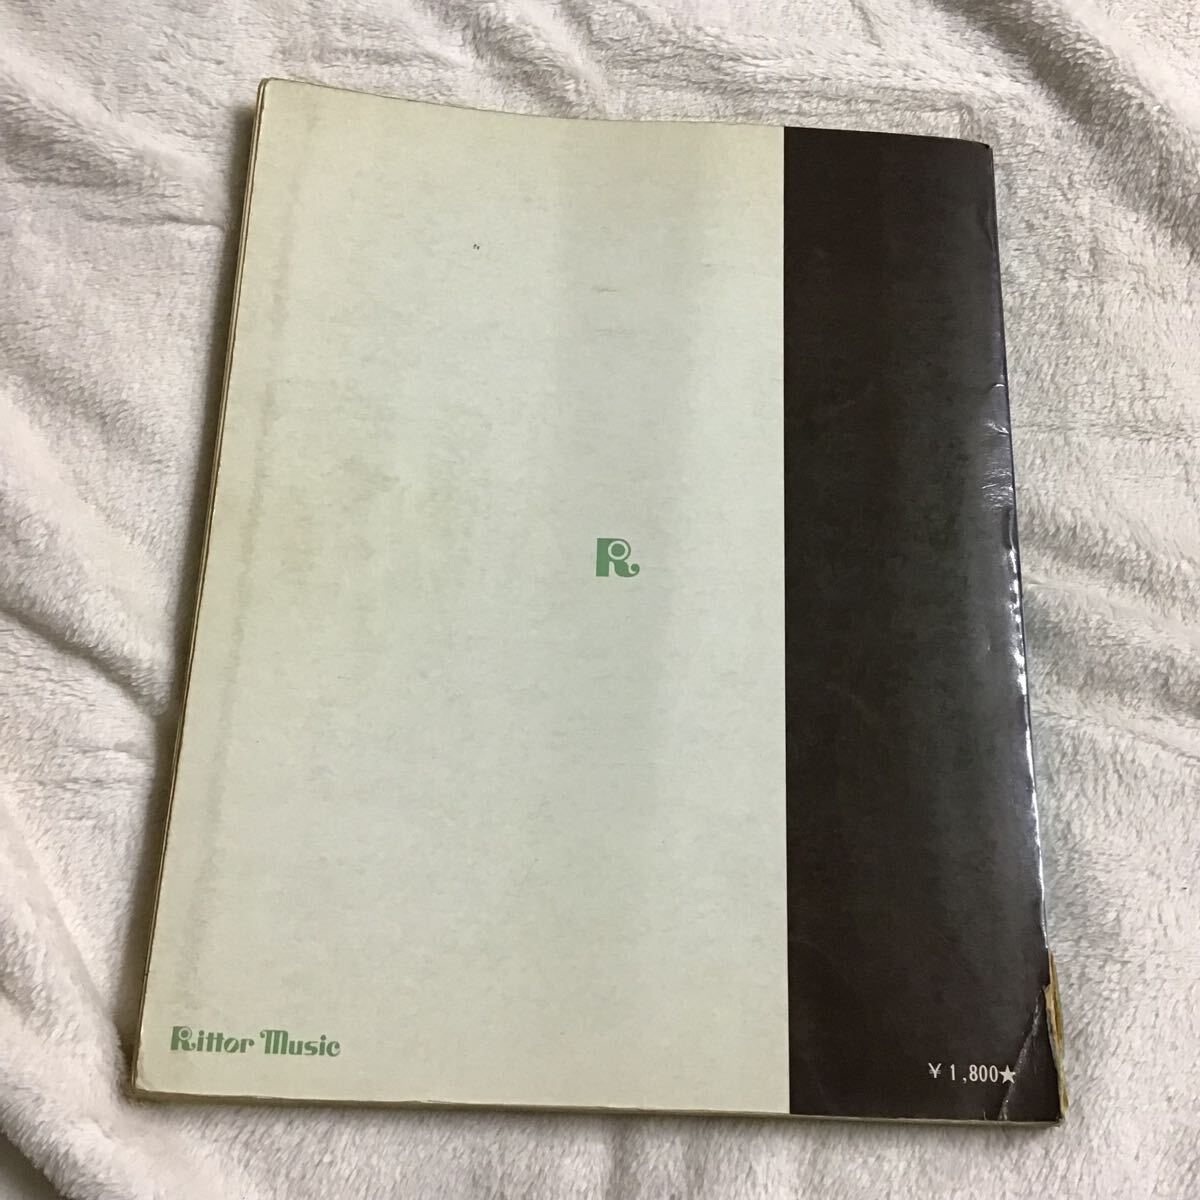 R
Rittor Music
¥1,800★